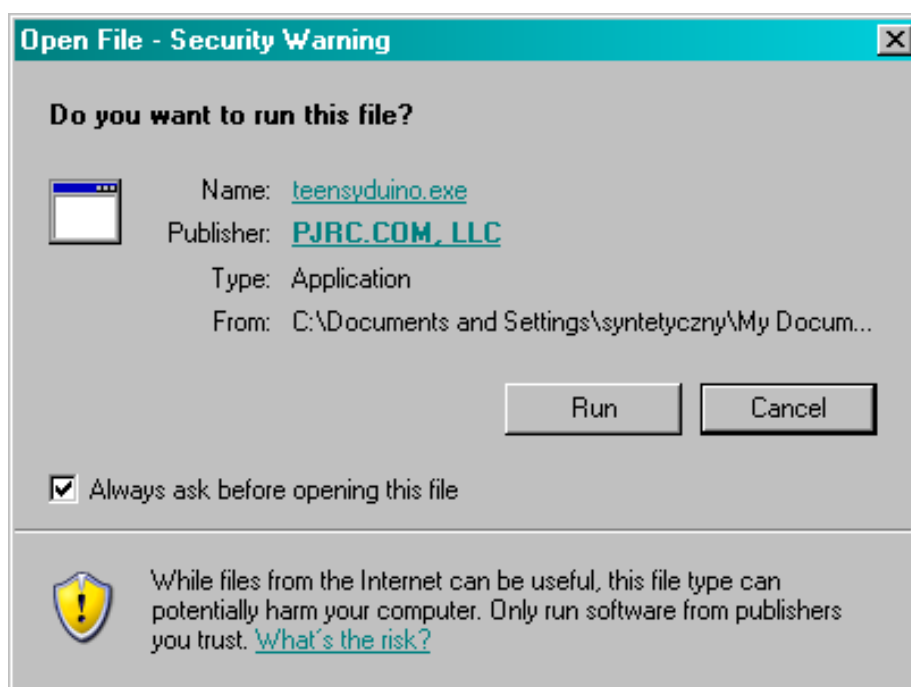 Open File - Security Warning
Do you want to run this file?
Name: teensyduino.exe
Publisher: PJRC.COM, LLC
Type: Application
From: C:\Documents and Settings\syntetyczny\My Docum...
Run Cancel
Always ask before opening this file
While files from the Internet can be useful, this file type can
potentially harm your computer. Only run software from publishers
you trust. What´s the risk?